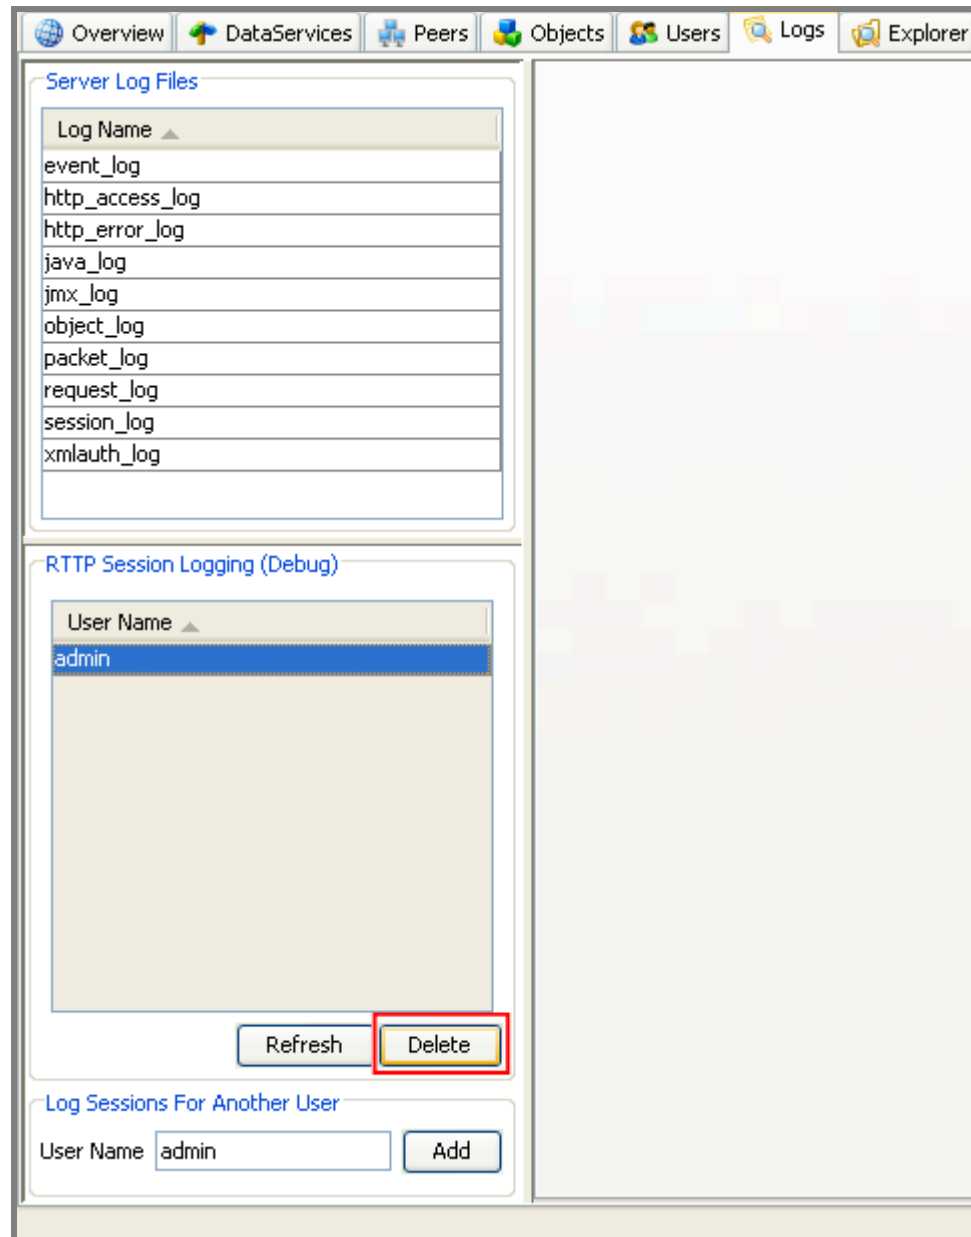 Overview DataServices Peers Objects Users Logs Explorer
Server Log Files
Log Name
event_log
http_access_log
http_error_log
java_log
jmx_log
object_log
packet_log
request_log
session_log
xmlauth_log
RTTP Session Logging (Debug)
User Name
admin
Refresh Delete
Log Sessions For Another User
User Name admin Add